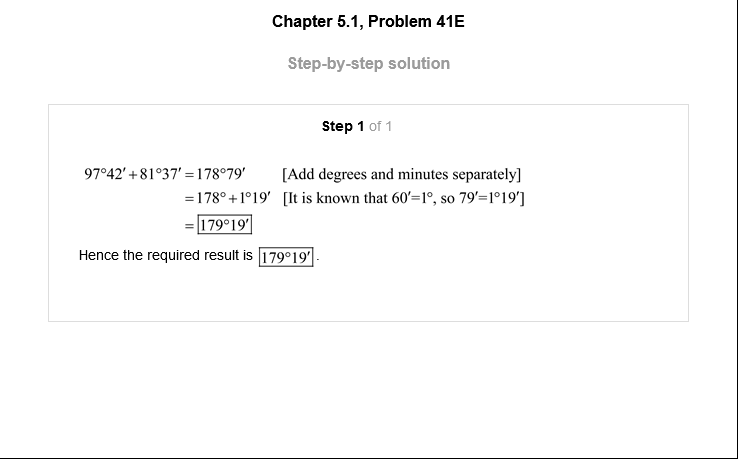 Chapter 5.1, Problem 41E
Step-by-step solution
Step 1 of 1
97°42′+81°37′=178°79′ [Add degrees and minutes separately]
=178°+1°19′ [It is known that 60′=1°, so 79′=1°19′]
=179°19′
Hence the required result is 179°19′.